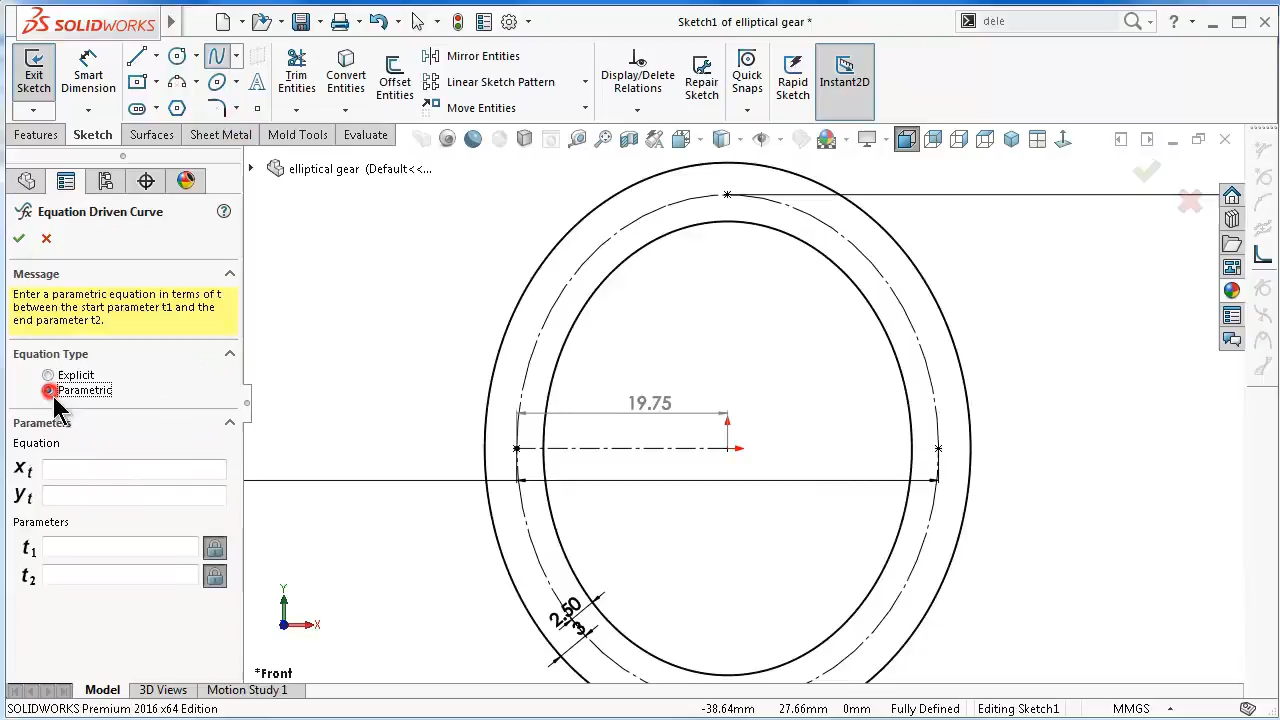 SOLIDWORKS
Sketch1 of elliptical gear *
dele
?
Exit
Sketch
Smart
Dimension
Trim
Entities
Convert
Entities
Offset
Entities
Mirror Entities
Linear Sketch Pattern
Move Entities
Display/Delete
Relations
Repair
Sketch
Quick
Snaps
Rapid
Sketch
Instant2D
Features
Sketch
Surfaces
Sheet Metal
Mold Tools
Evaluate
elliptical gear (Default<<...
Equation Driven Curve
?
Message
Enter a parametric equation in terms of t
between the start parameter t1 and the
end parameter t2.
Equation Type
Explicit
Parametric
Parameters
Equation
xt
yt
Parameters
t1
t2
19.75
2.50
3
Y
X
*Front
Model
3D Views
Motion Study 1
SOLIDWORKS Premium 2016 x64 Edition
-38.64mm
27.66mm
0mm
Fully Defined
Editing Sketch1
MMGS